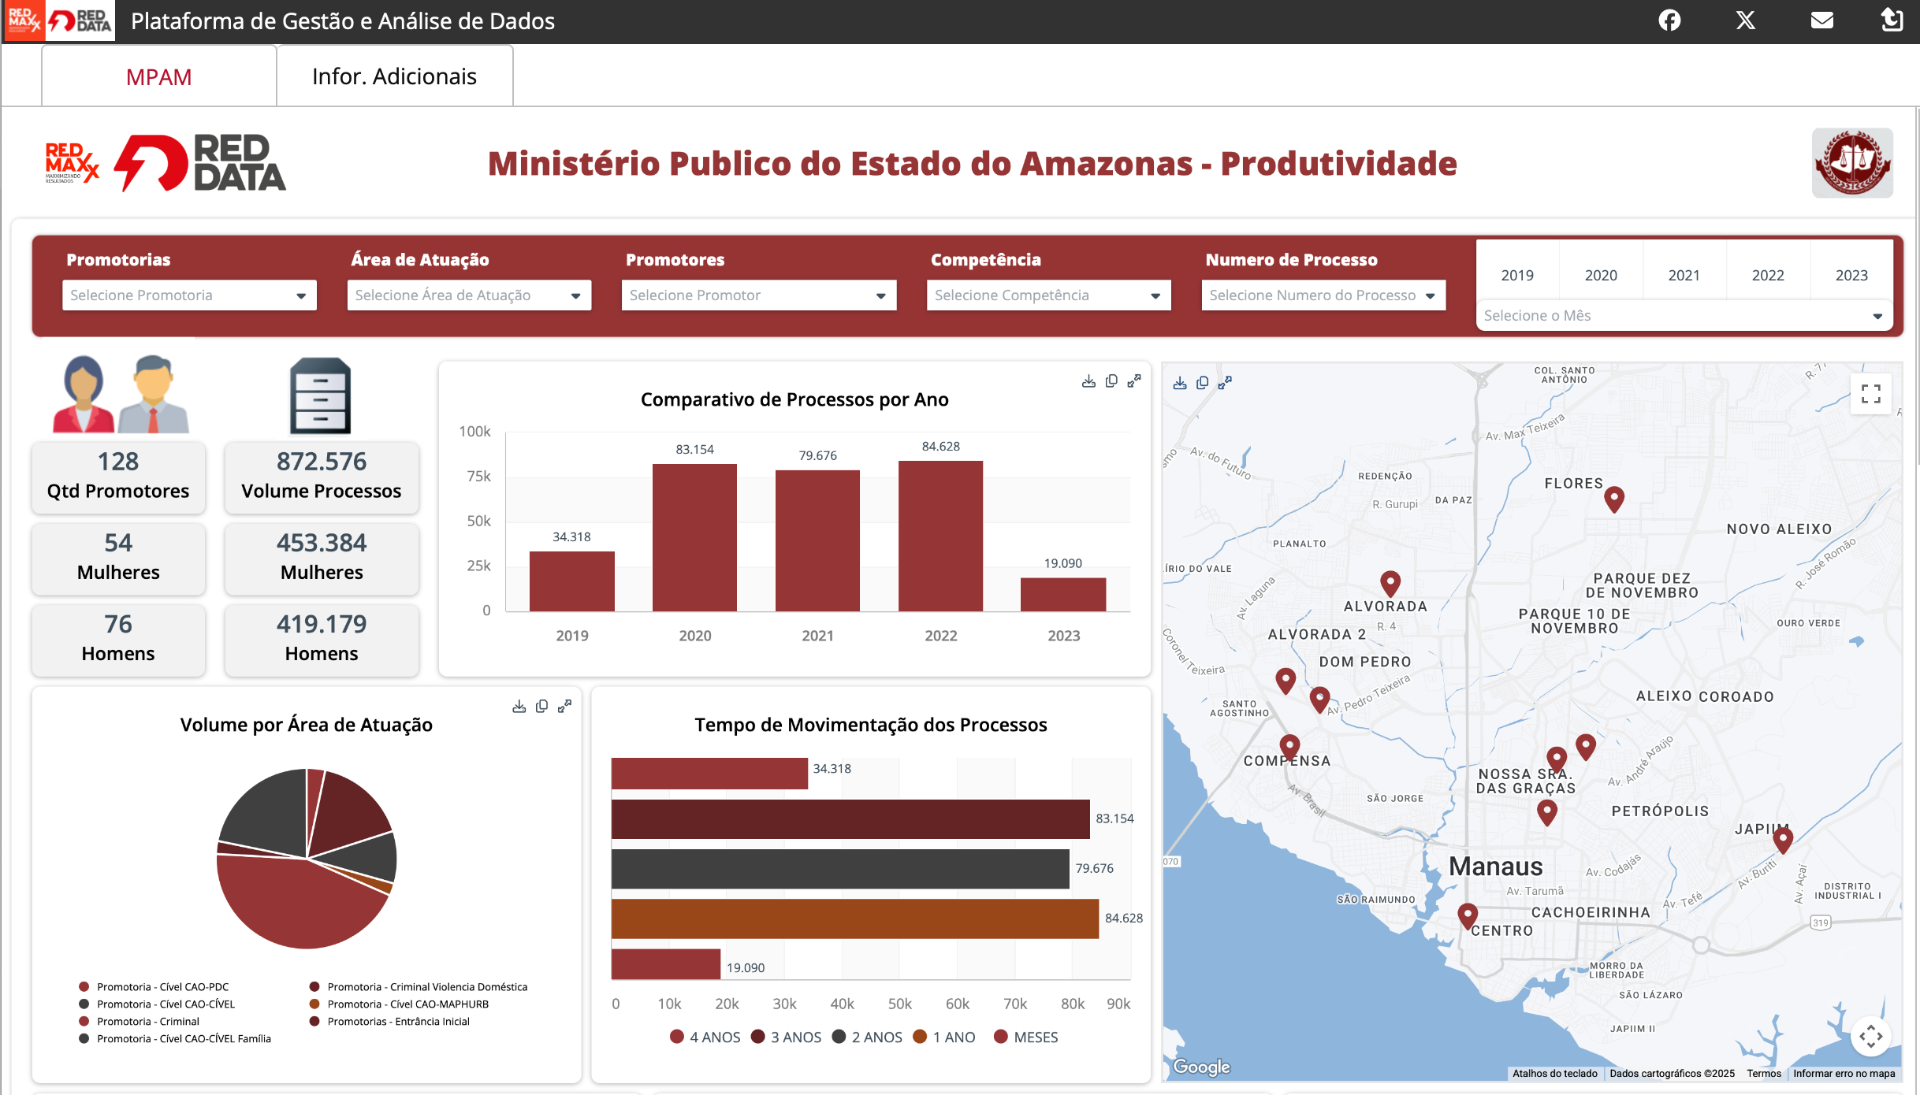 RED MAXX RED DATA Plataforma de Gestão e Análise de Dados
MPAM
Infor. Adicionais
RED MAXX
MAXIMIZANDO RESULTADOS
RED DATA
Ministério Publico do Estado do Amazonas - Produtividade
Promotorias
Selecione Promotoria
Área de Atuação
Selecione Área de Atuação
Promotores
Selecione Promotor
Competência
Selecione Competência
Numero de Processo
Selecione Numero do Processo
2019 2020 2021 2022 2023
Selecione o Mês
128
Qtd Promotores
872.576
Volume Processos
54
Mulheres
453.384
Mulheres
76
Homens
419.179
Homens
Comparativo de Processos por Ano
100k
75k
50k
25k
0
34.318
83.154
79.676
84.628
19.090
2019 2020 2021 2022 2023
Volume por Área de Atuação
Promotoria - Cível CAO-PDC
Promotoria - Criminal Violencia Doméstica
Promotoria - Cível CAO-CÍVEL
Promotoria - Cível CAO-MAPHURB
Promotoria - Criminal
Promotorias - Entrância Inicial
Promotoria - Cível CAO-CÍVEL Família
Tempo de Movimentação dos Processos
34.318
83.154
79.676
84.628
19.090
0 10k 20k 30k 40k 50k 60k 70k 80k 90k
4 ANOS 3 ANOS 2 ANOS 1 ANO MESES
COL. SANTO
ANTÔNIO
R. 7
Av. Max Teixeira
smo
Av. do Futuro
REDENÇÃO
FLORES
R. Gurupi
DA PAZ
NOVO ALEIXO
PLANALTO
R. José Romão
ÍRIO DO VALE
Av. Laguna
PARQUE DEZ
DE NOVEMBRO
ALVORADA
PARQUE 10 DE
NOVEMBRO
R. 4
OURO VERDE
ALVORADA 2
Coronel Teixeira
DOM PEDRO
Av. Pedro Teixeira
ALEIXO COROADO
SANTO
AGOSTINHO
COMPENSA
Av. André Araújo
NOSSA SRA.
DAS GRAÇAS
Av. Brasil
SÃO JORGE
PETRÓPOLIS
JAPIIM
070
Manaus
Av. Codajás
Av. Buriti
Av. Açaí
Av. Tarumã
DISTRITO
INDUSTRIAL I
SÃO RAIMUNDO
Av. Tefé
CACHOEIRINHA
319
CENTRO
MORRO DA
LIBERDADE
SÃO LÁZARO
JAPIIM II
Google
Atalhos do teclado
Dados cartográficos ©2025
Termos
Informar erro no mapa